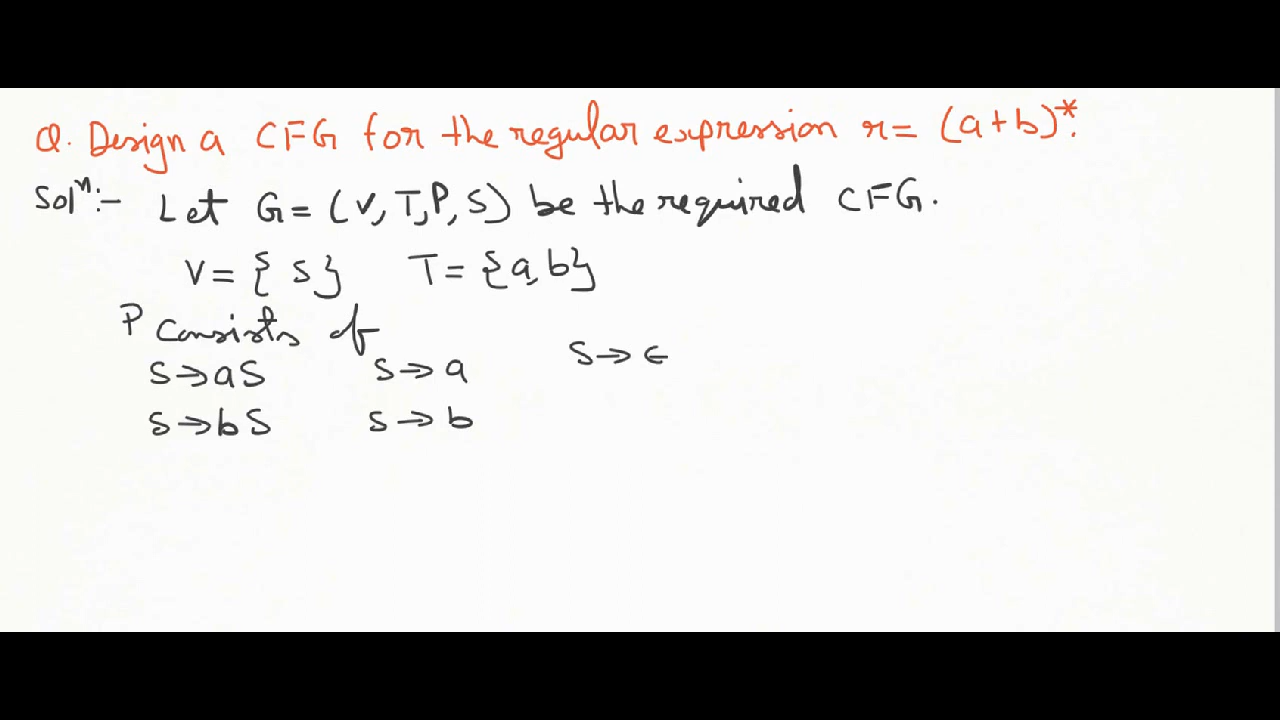 Q. Design a CFG for the regular expression r = (a+b)*.
Solⁿ:- Let G = (V, T, P, S) be the required CFG.
V = { S } T = {a, b}
P consists of
S → aS S → a S → ∈
S → bS S → b